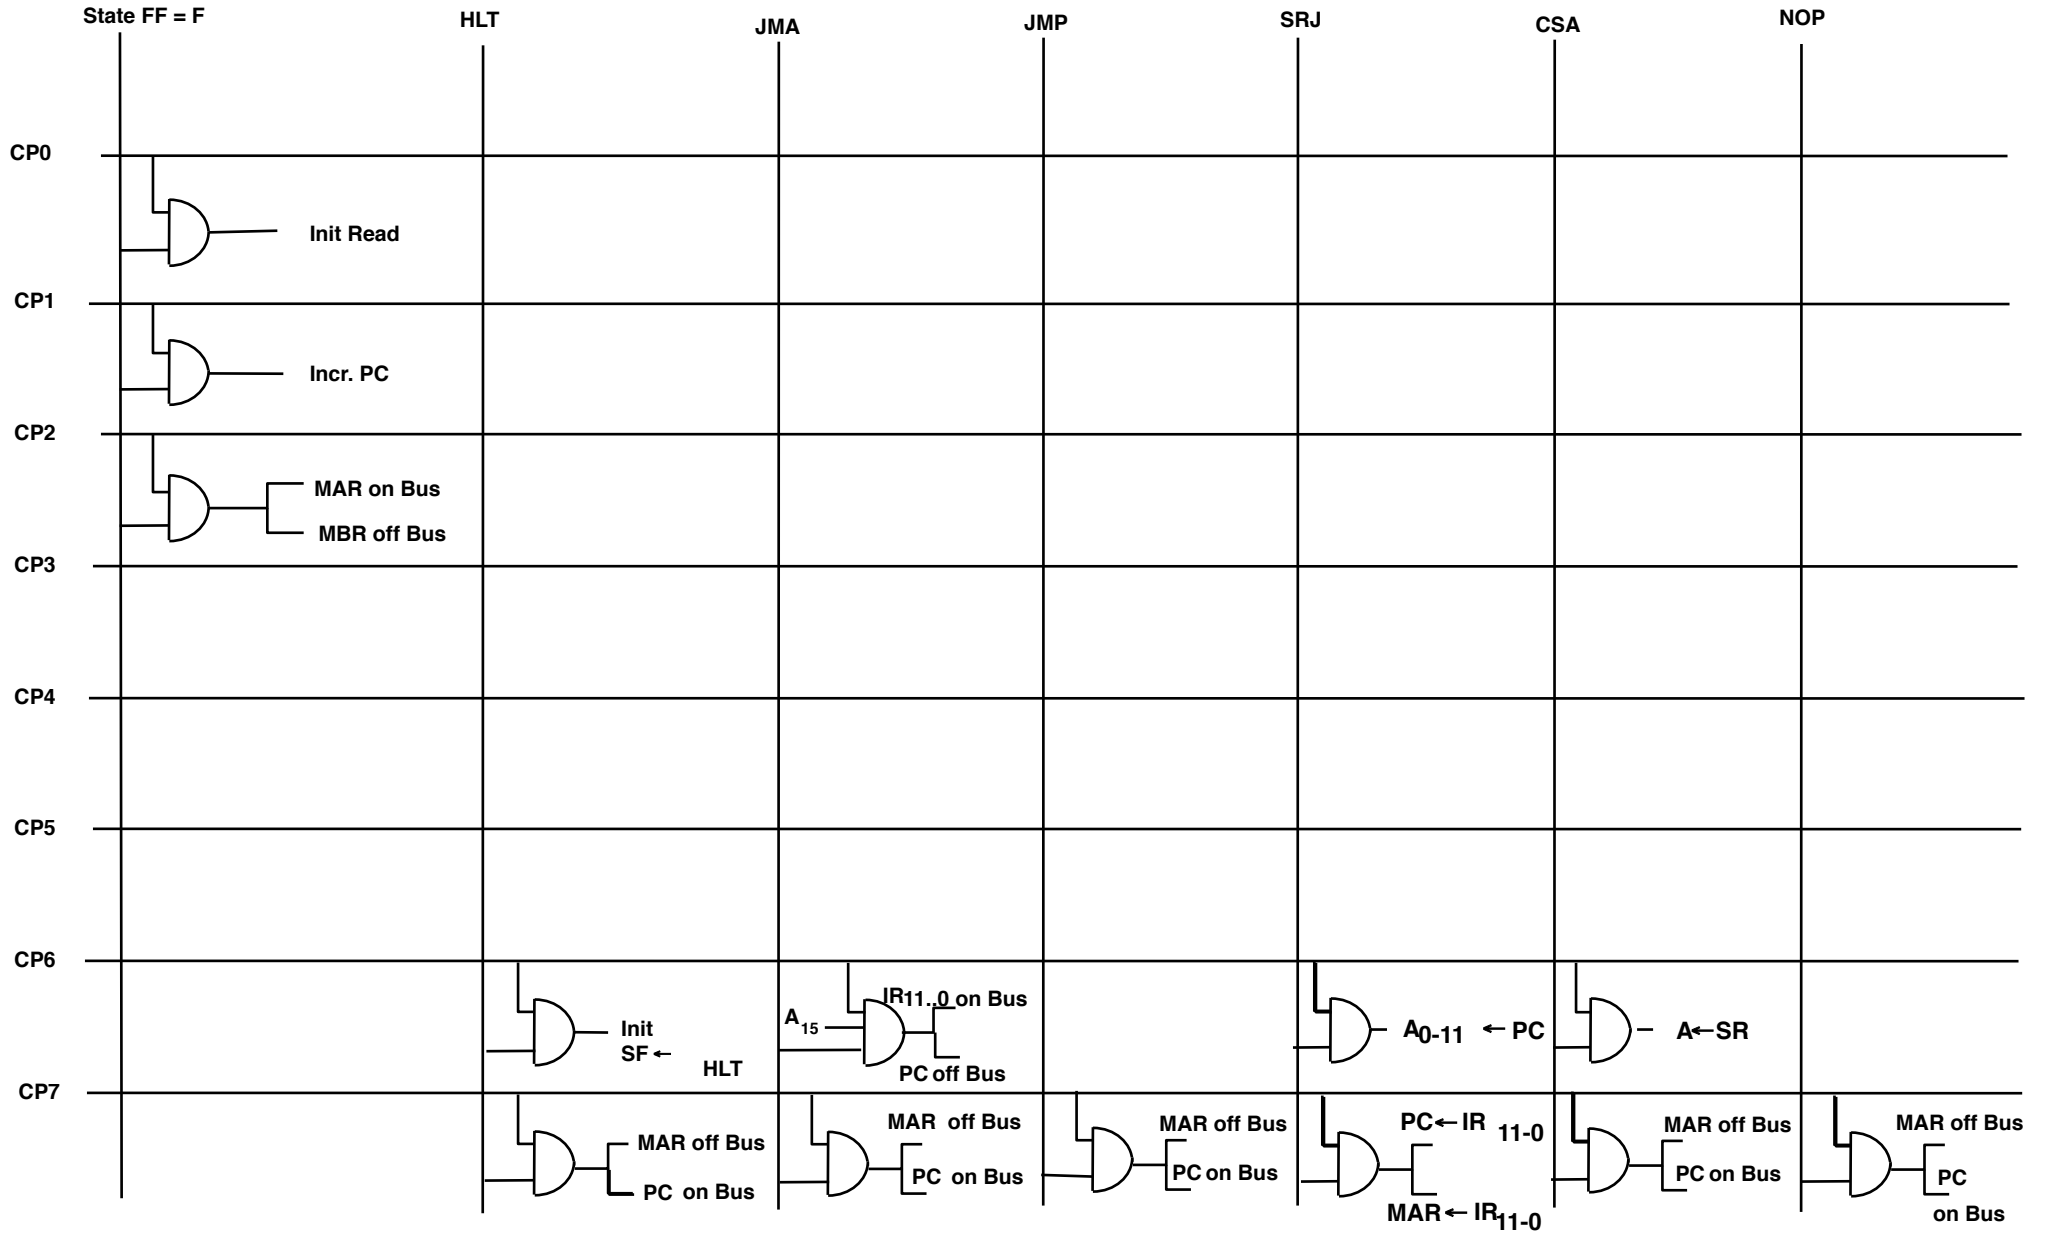 State FF = F
HLT
JMA
JMP
SRJ
CSA
NOP
CP0
Init Read
CP1
Incr. PC
CP2
MAR on Bus
MBR off Bus
CP3
CP4
CP5
CP6
Init
SF ←
HLT
A15
IR11..0 on Bus
PC off Bus
A0-11 ← PC
A←SR
CP7
MAR off Bus
PC on Bus
MAR off Bus
PC on Bus
MAR off Bus
PC on Bus
PC← IR 11-0
MAR← IR11-0
MAR off Bus
PC on Bus
MAR off Bus
PC
on Bus